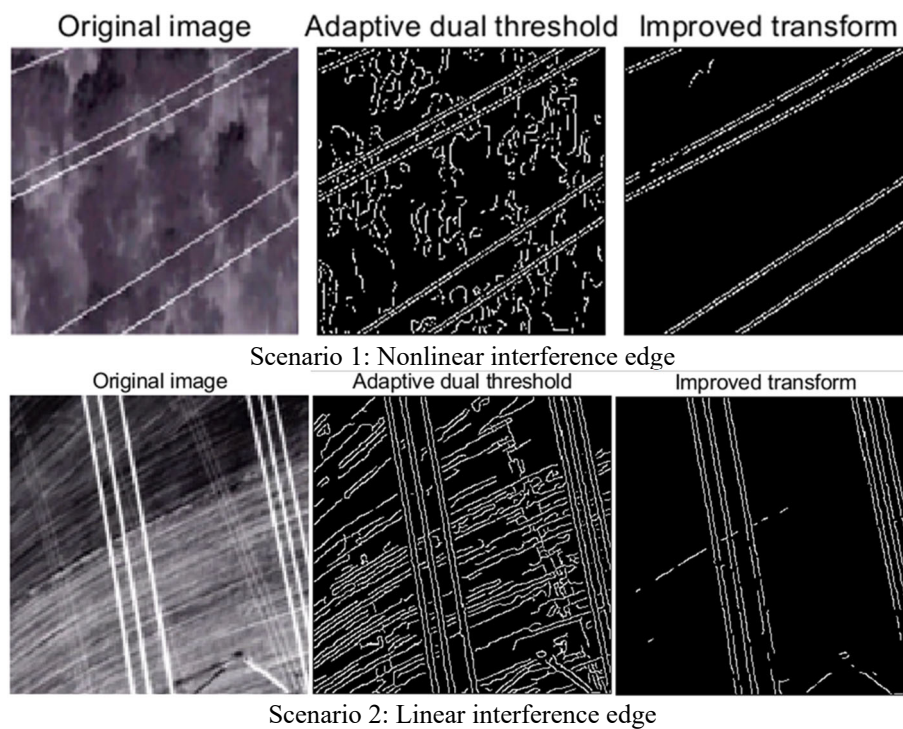 Original image Adaptive dual threshold Improved transform
Scenario 1: Nonlinear interference edge
Original image Adaptive dual threshold Improved transform
Scenario 2: Linear interference edge